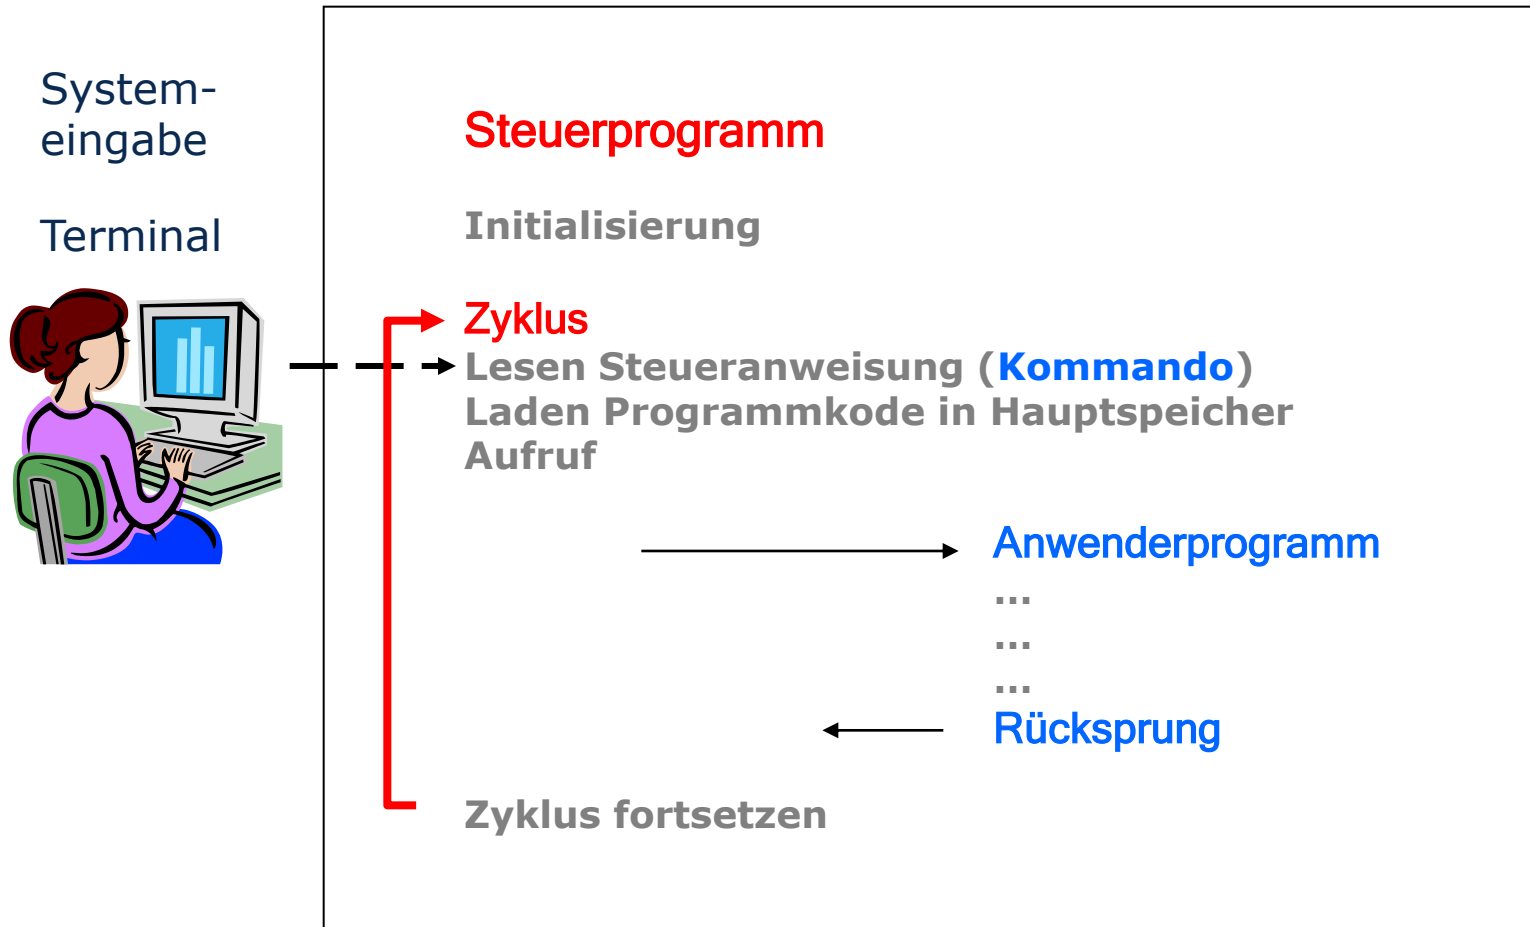 System-
eingabe
Terminal
Steuerprogramm
Initialisierung
Zyklus
Lesen Steueranweisung (Kommando)
Laden Programmkode in Hauptspeicher
Aufruf
Anwenderprogramm
...
...
...
Rücksprung
Zyklus fortsetzen